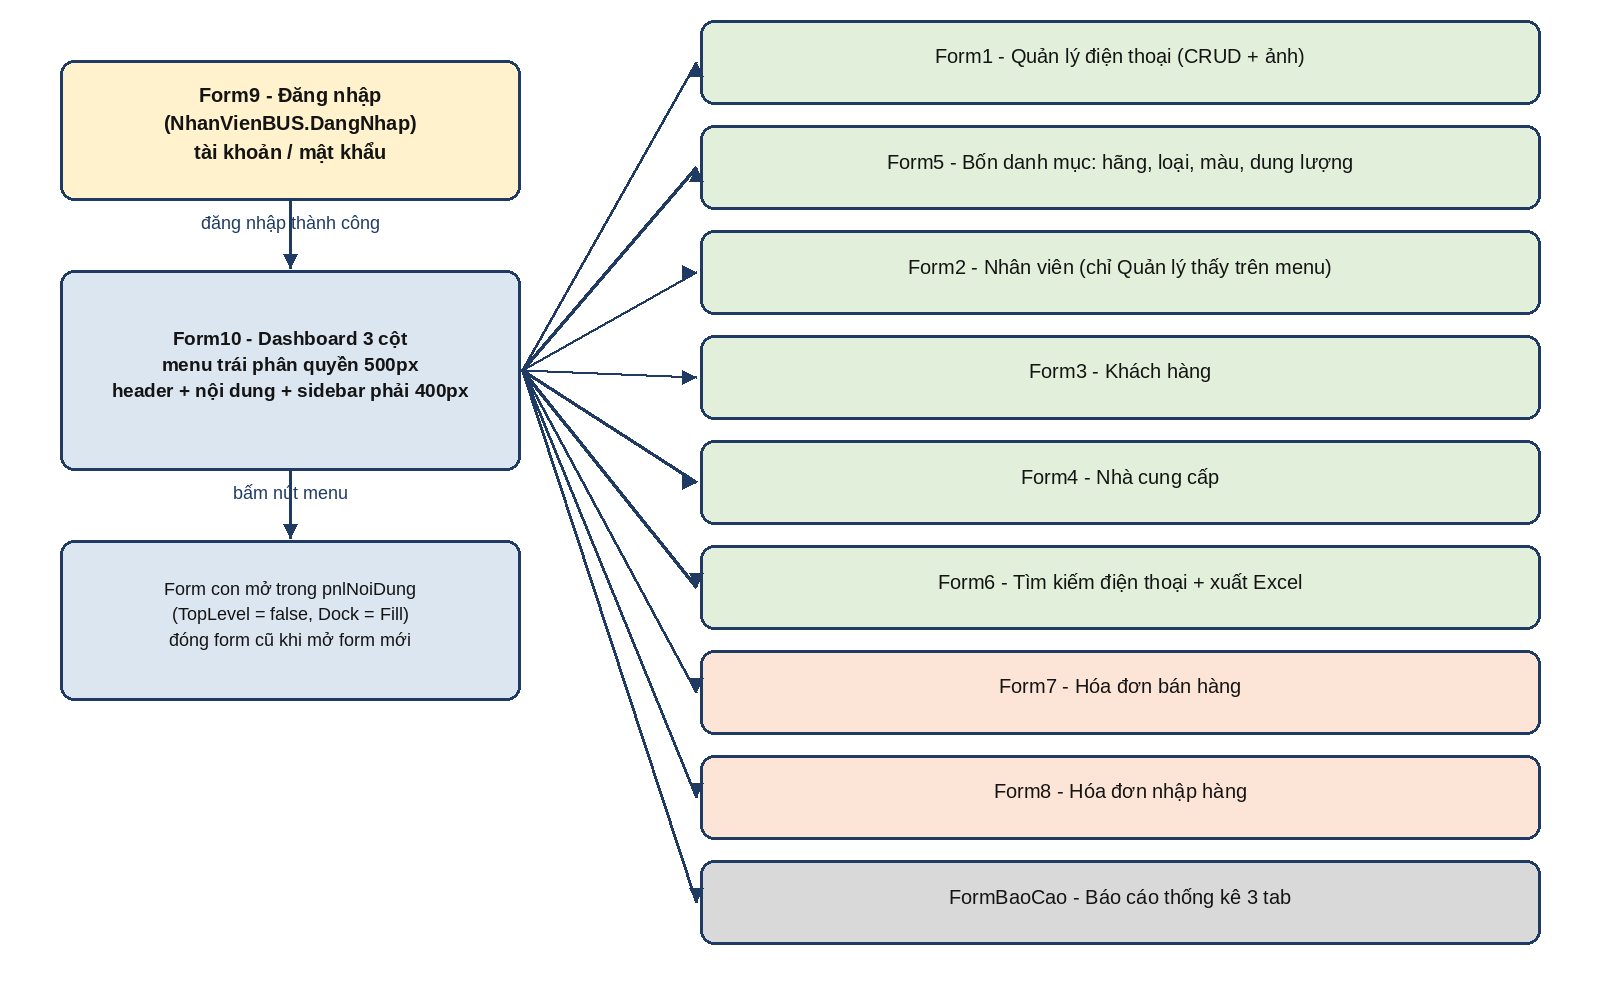 Form9 - Đăng nhập
(NhanVienBUS.DangNhap)
tài khoản / mật khẩu
đăng nhập thành công
Form10 - Dashboard 3 cột
menu trái phân quyền 500px
header + nội dung + sidebar phải 400px
bấm nút menu
Form con mở trong pnlNoiDung
(TopLevel = false, Dock = Fill)
đóng form cũ khi mở form mới
Form1 - Quản lý điện thoại (CRUD + ảnh)
Form5 - Bốn danh mục: hãng, loại, màu, dung lượng
Form2 - Nhân viên (chỉ Quản lý thấy trên menu)
Form3 - Khách hàng
Form4 - Nhà cung cấp
Form6 - Tìm kiếm điện thoại + xuất Excel
Form7 - Hóa đơn bán hàng
Form8 - Hóa đơn nhập hàng
FormBaoCao - Báo cáo thống kê 3 tab